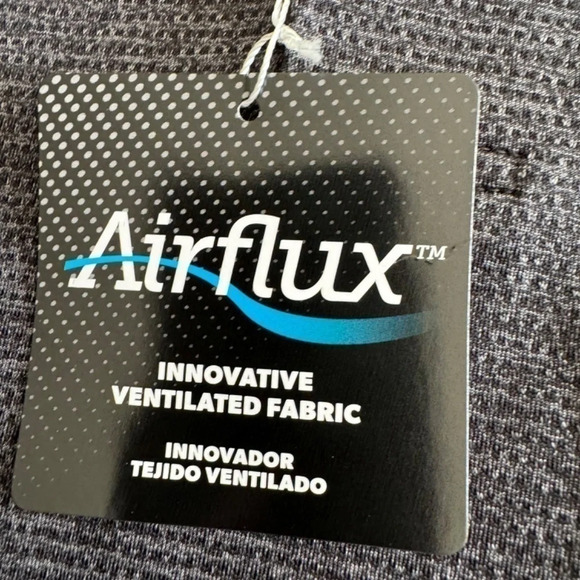 Airflux™
INNOVATIVE
VENTILATED FABRIC
INNOVADOR
TEJIDO VENTILADO